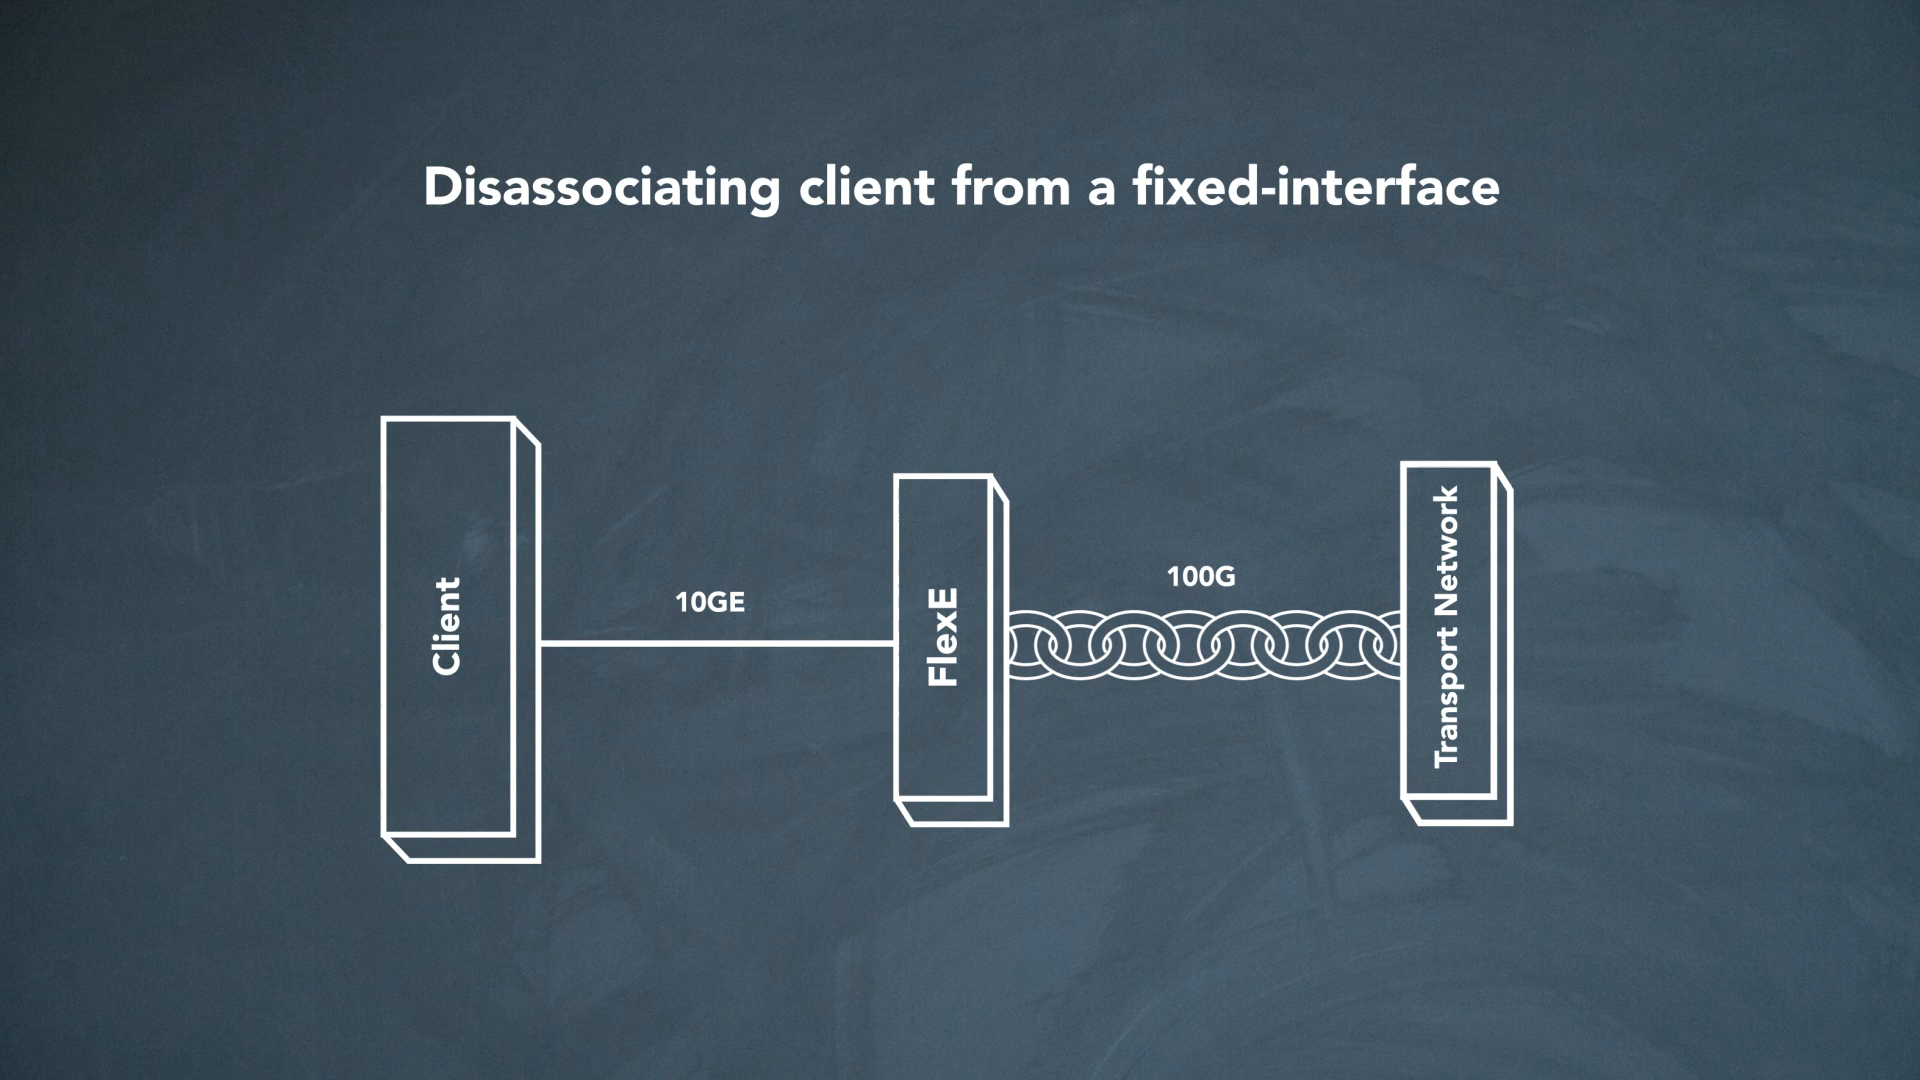 Disassociating client from a fixed-interface
Client
10GE
FlexE
100G
Transport Network